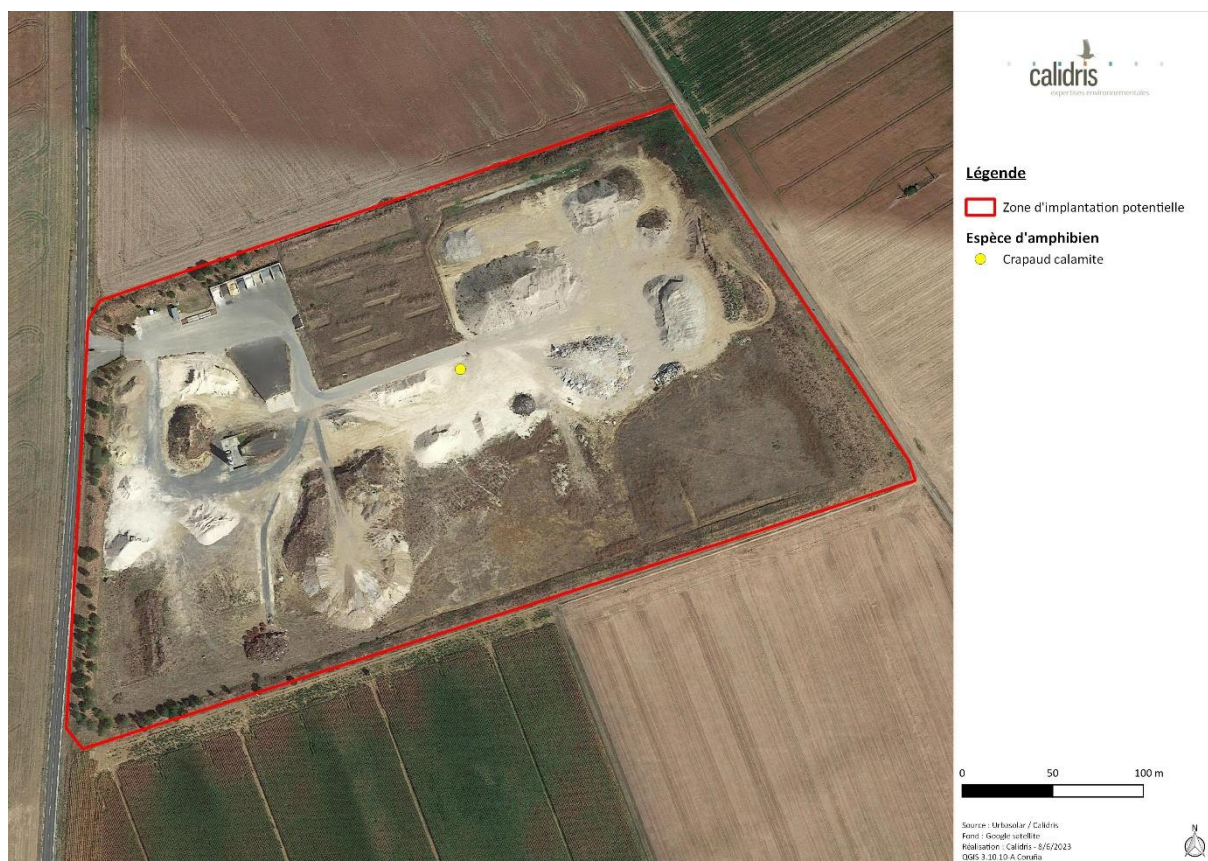 calidris
expertises environnementales
Légende
Zone d'implantation potentielle
Espèce d'amphibien
Crapaud calamite
0 50 100 m
Source : Urbasolar / Calidris
Fond : Google satellite
Réalisation : Calidris - 8/6/2023
QGIS 3.10.10-A Coruña
N